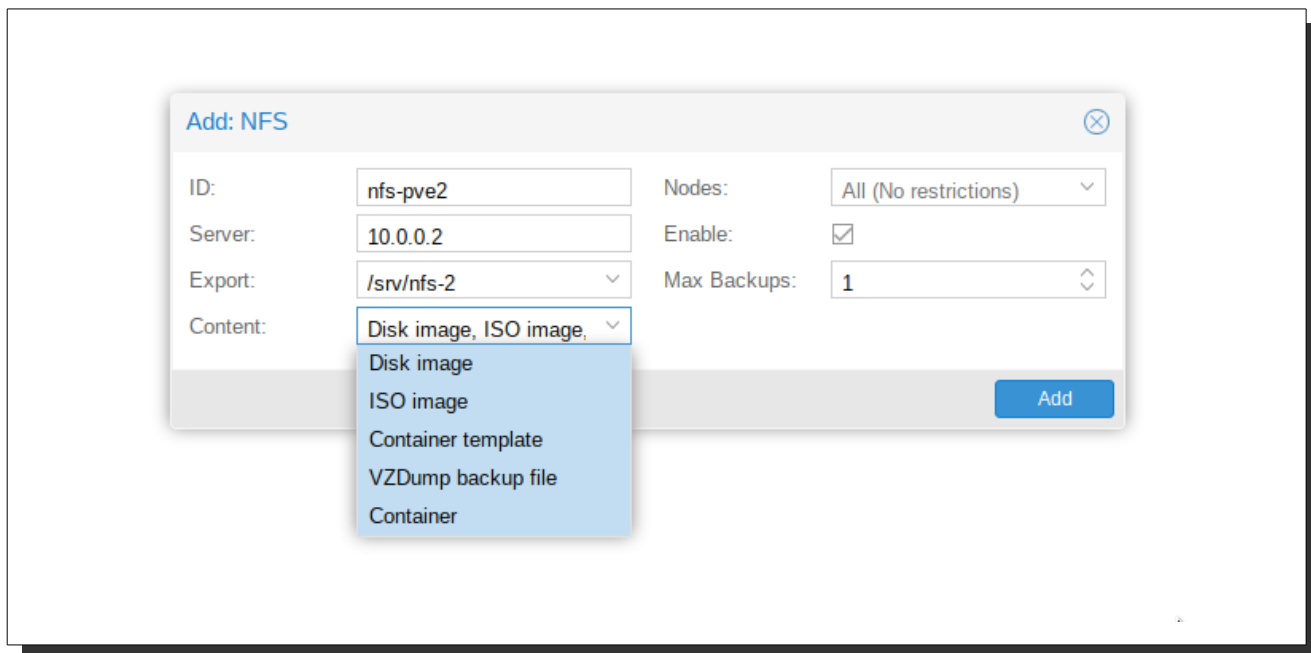 Add: NFS
ID: nfs-pve2 Nodes: All (No restrictions)
Server: 10.0.0.2 Enable:
Export: /srv/nfs-2 Max Backups: 1
Content: Disk image, ISO image,
Disk image
ISO image
Container template
VZDump backup file
Container
Add